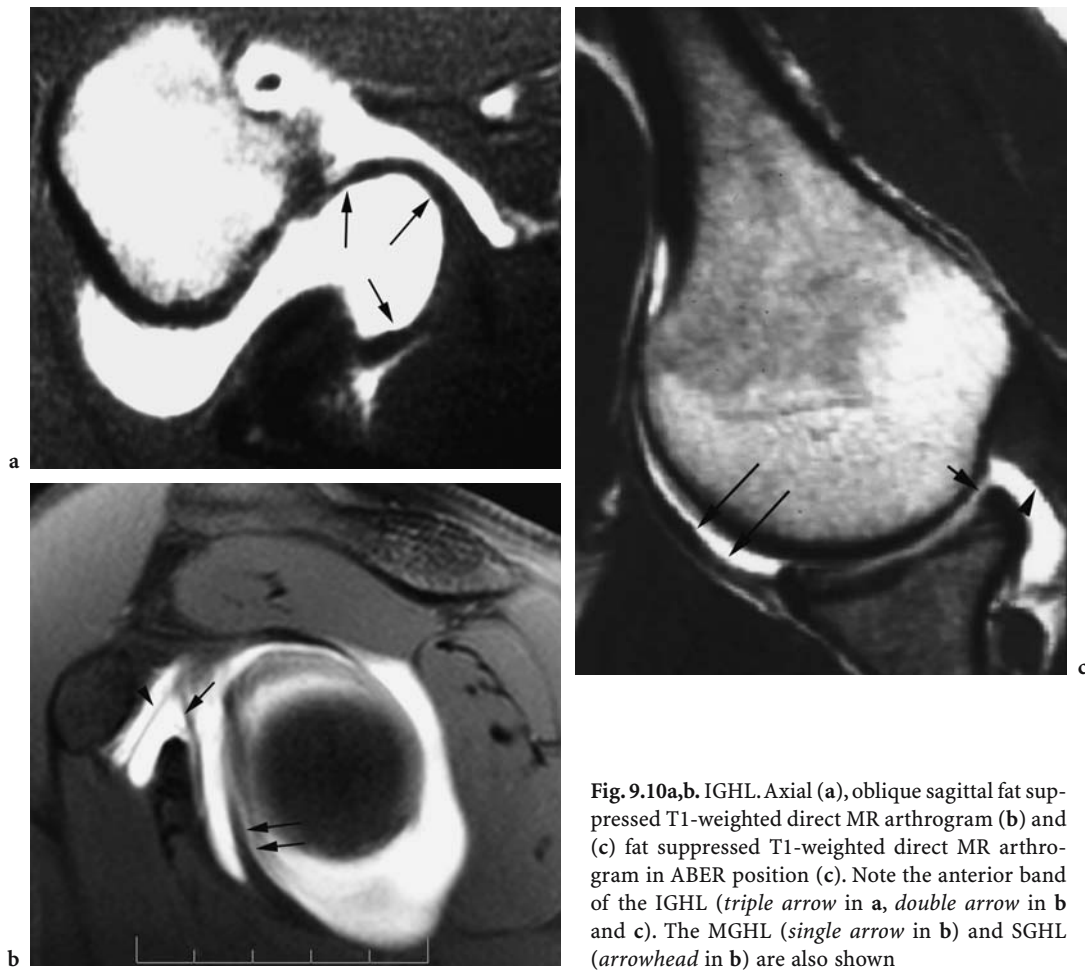 a
b
c
Fig. 9.10a,b. IGHL. Axial (a), oblique sagittal fat sup-
pressed T1-weighted direct MR arthrogram (b) and
(c) fat suppressed T1-weighted direct MR arthro-
gram in ABER position (c). Note the anterior band
of the IGHL (triple arrow in a, double arrow in b
and c). The MGHL (single arrow in b) and SGHL
(arrowhead in b) are also shown